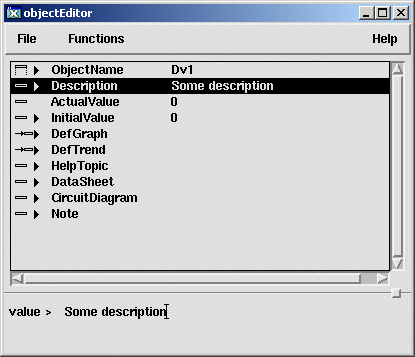 objectEditor
File Functions Help
ObjectName Dv1
Description Some description
ActualValue 0
InitialValue 0
DefGraph
DefTrend
HelpTopic
DataSheet
CircuitDiagram
Note
value > Some description